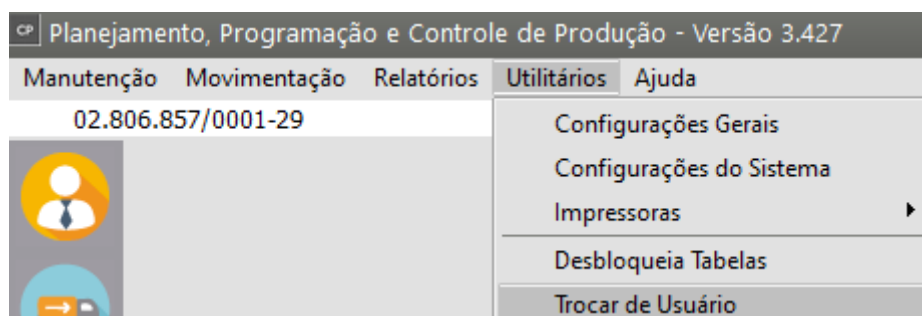 CP Planejamento, Programação e Controle de Produção - Versão 3.427
Manutenção Movimentação Relatórios Utilitários Ajuda
02.806.857/0001-29
Configurações Gerais
Configurações do Sistema
Impressoras
Desbloqueia Tabelas
Trocar de Usuário